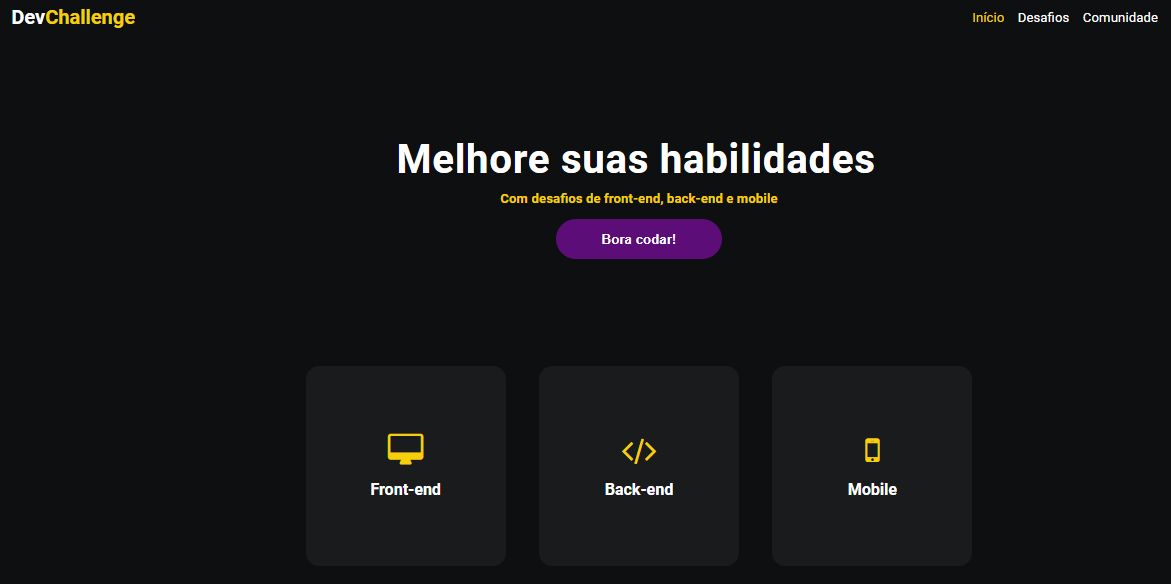 DevChallenge
Início Desafios Comunidade
Melhore suas habilidades
Com desafios de front-end, back-end e mobile
Bora codar!
Front-end
Back-end
Mobile